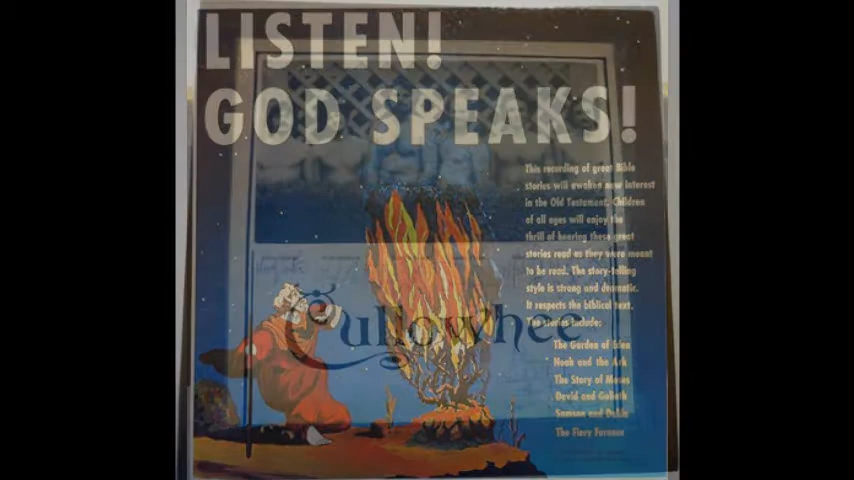 LISTEN!
GOD SPEAKS!
This recording of great Bible
stories will awaken new interest
in the Old Testament. Children
of all ages will enjoy the
thrill of hearing these great
stories read as they were meant
to be read. The story-telling
style is strong and dramatic.
It respects the biblical text.
The stories include:
Cullowhee
The Garden of Eden
Noah and the Ark
The Story of Moses
David and Goliath
Samson and Delila
The Fiery Furnace